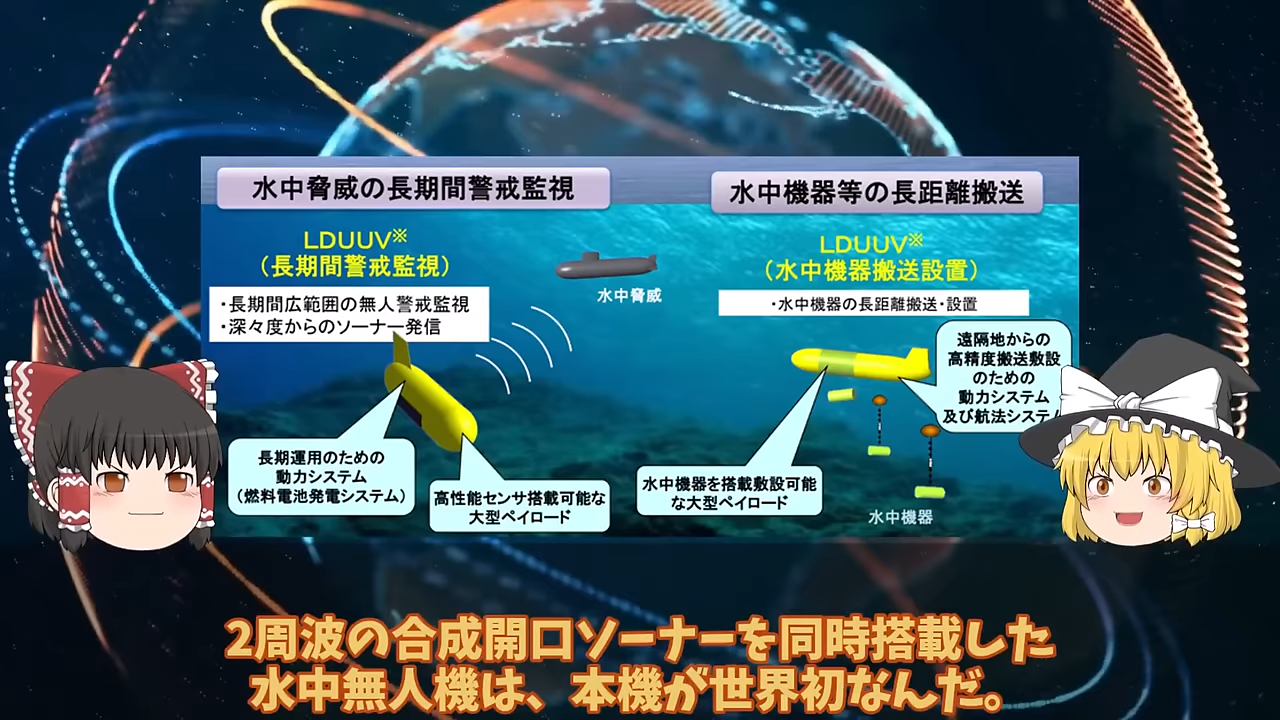 水中脅威の長期間警戒監視
LDUUV※
(長期間警戒監視)
・長期間広範囲の無人警戒監視
・深々度からのソーナー発信
水中脅威
長期運用のための
動力システム
(燃料電池発電システム)
高性能センサ搭載可能な
大型ペイロード
水中機器等の長距離搬送
LDUUV※
(水中機器搬送設置)
・水中機器の長距離搬送・設置
遠隔地からの
高精度搬送敷設
のための
動力システム
及び航法システム
水中機器を搭載敷設可能
な大型ペイロード
水中機器
2周波の合成開口ソーナーを同時搭載した
水中無人機は、本機が世界初なんだ。